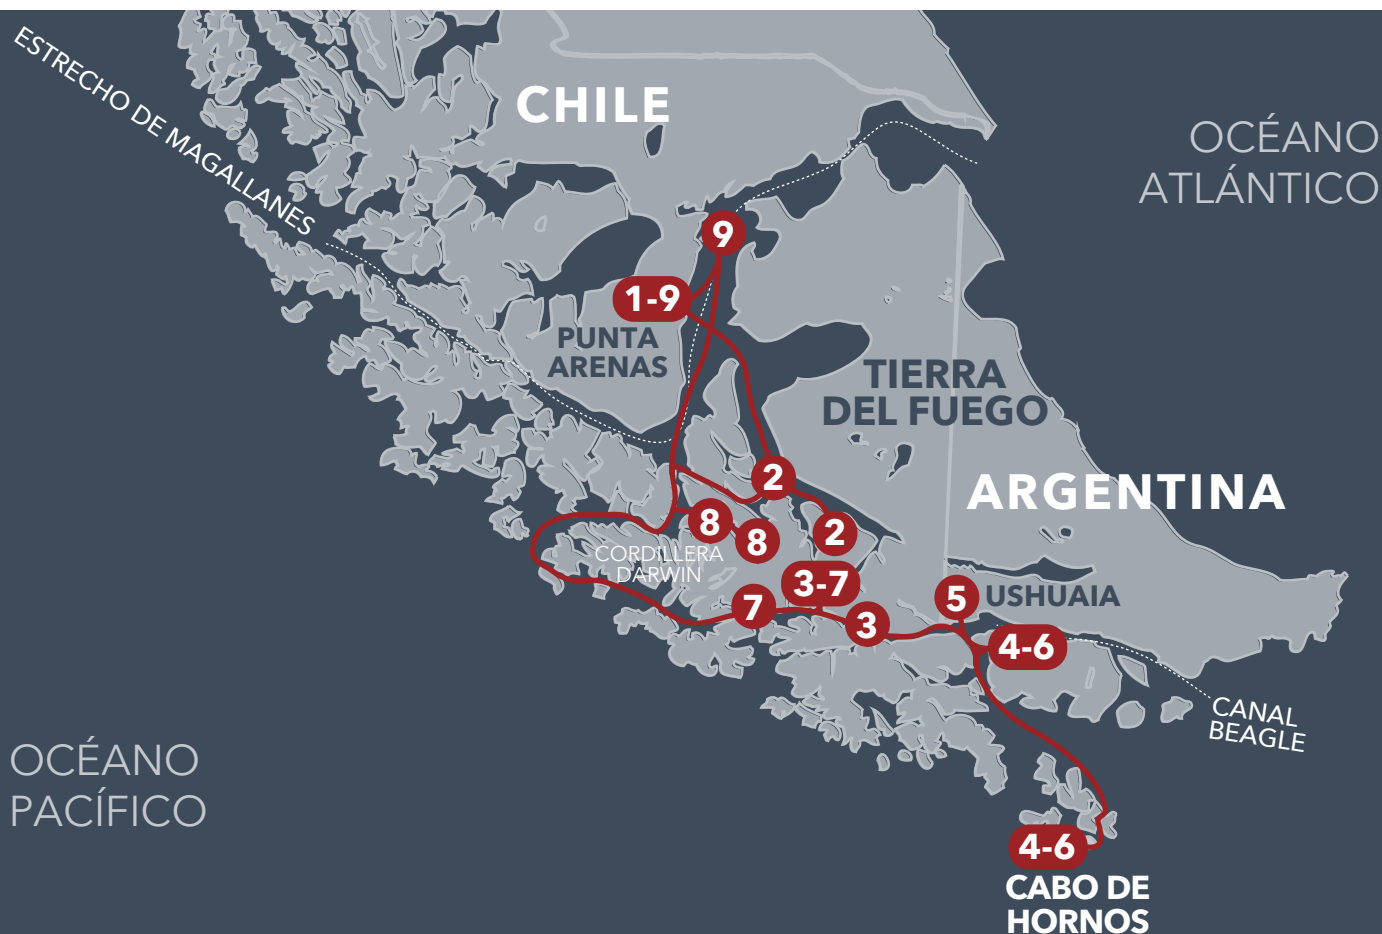 ESTRECHO DE MAGALLANES
CHILE
OCÉANO
ATLÁNTICO
9
1-9
PUNTA
ARENAS
TIERRA
DEL FUEGO
2
ARGENTINA
8
8
2
CORDILLERA
DARWIN
3-7
7
3
5
USHUAIA
4-6
CANAL
BEAGLE
OCÉANO
PACÍFICO
4-6
CABO DE
HORNOS